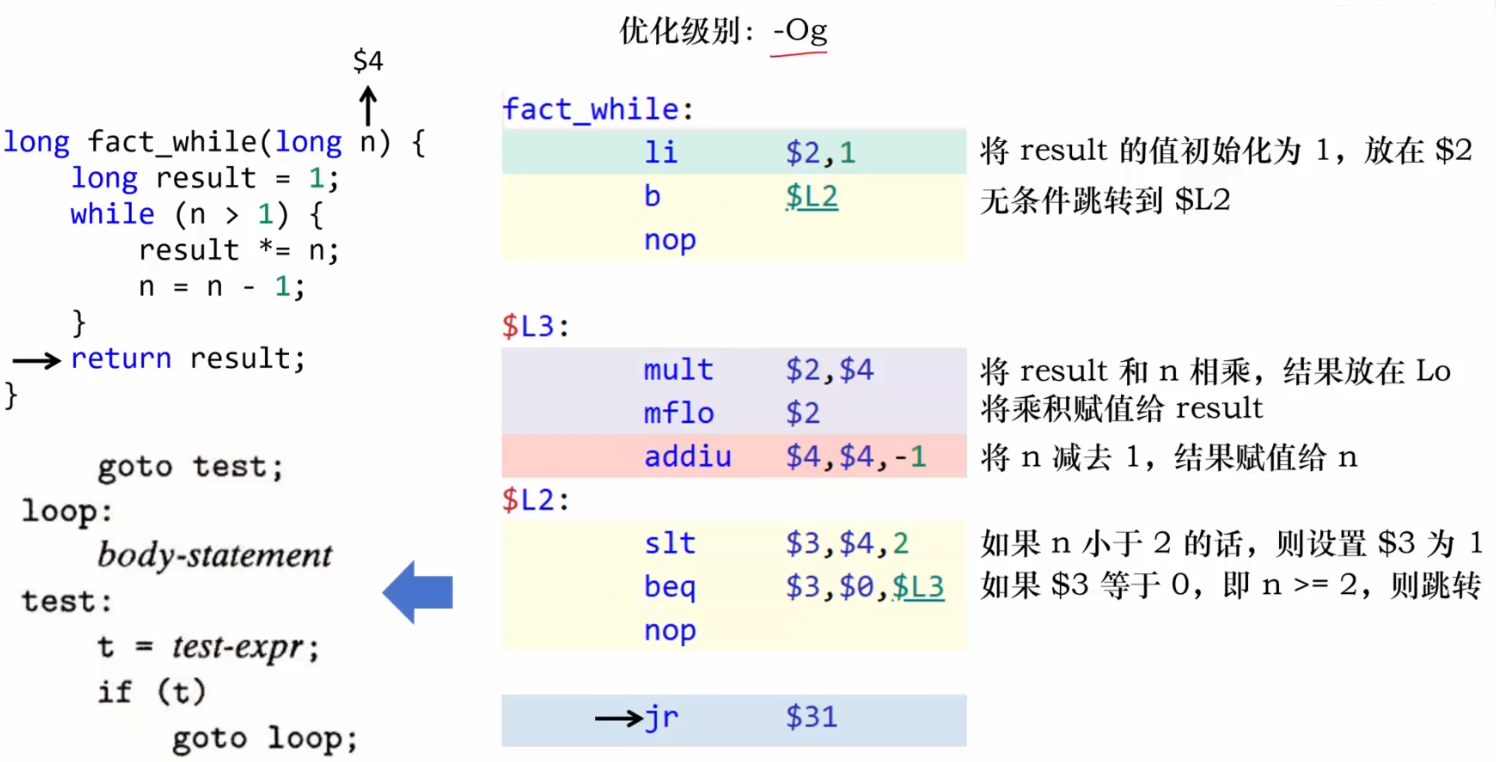 优化级别：-Og
$4
long fact_while(long n) {
long result = 1;
while (n > 1) {
result *= n;
n = n - 1;
}
return result;
}
goto test;
loop:
body-statement
test:
t = test-expr;
if (t)
goto loop;
fact_while:
li $2,1 将 result 的值初始化为 1，放在 $2
b $L2 无条件跳转到 $L2
nop
$L3:
mult $2,$4 将 result 和 n 相乘，结果放在 Lo
mflo $2 将乘积赋值给 result
addiu $4,$4,-1 将 n 减去 1，结果赋值给 n
$L2:
slt $3,$4,2 如果 n 小于 2 的话，则设置 $3 为 1
beq $3,$0,$L3 如果 $3 等于 0，即 n >= 2，则跳转
nop
jr $31